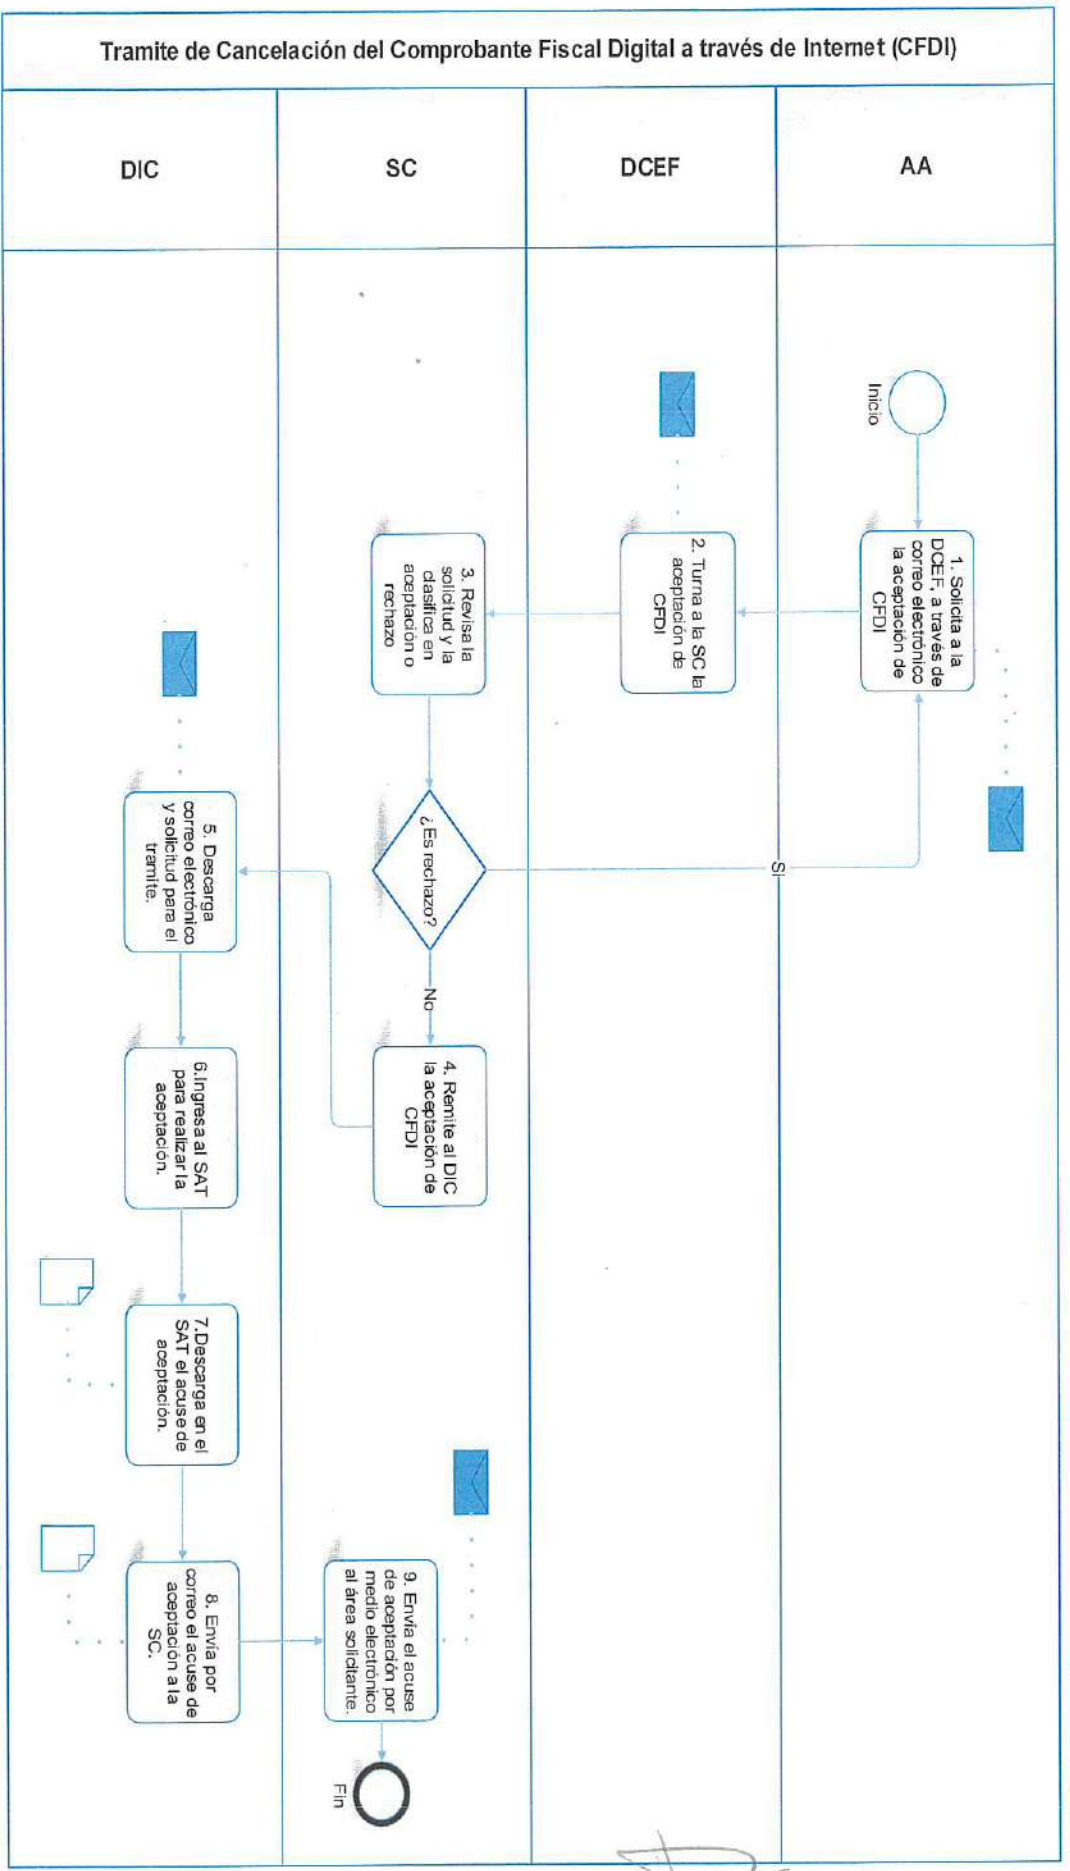 Tramite de Cancelación del Comprobante Fiscal Digital a través de Internet (CFDI)
DIC
SC
DCEF
AA
Inicio
1. Solicita a la
DCEF, a través de
correo electrónico
la aceptación de
CFDI
2. Turna a la SC la
aceptación de
CFDI
3. Revisa la
solicitud y la
clasifica en
aceptación o
rechazo
¿Es rechazo?
Si
No
4. Remite al DIC
la aceptación de
CFDI
5. Descarga
correo electrónico
y solicitud para el
tramite.
6.Ingresa al SAT
para realizar la
aceptación.
7.Descarga en el
SAT el acuse de
aceptación.
8. Envía por
correo el acuse de
aceptación a la
SC.
9. Envía el acuse
de aceptación por
medio electrónico
al área solicitante.
Fin